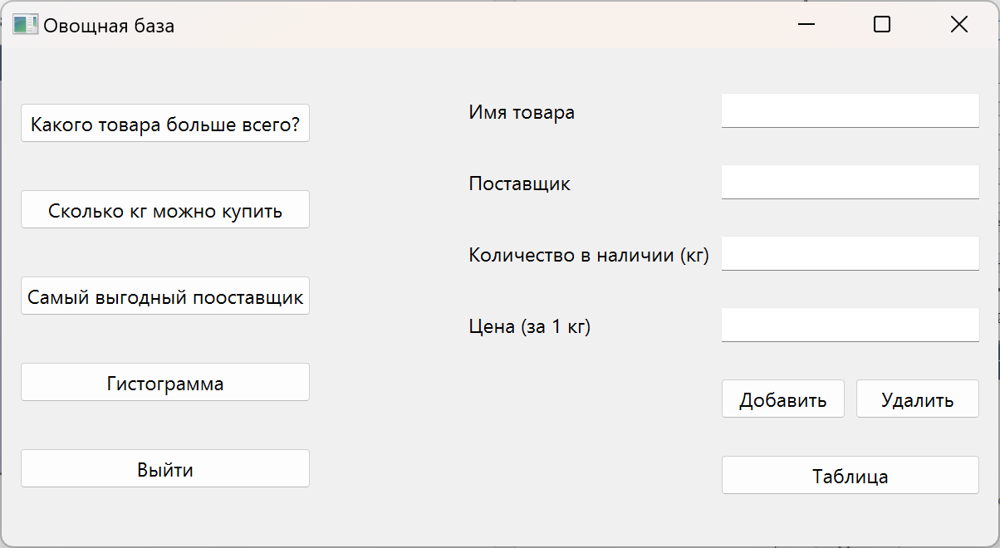 Овощная база
Какого товара больше всего?
Сколько кг можно купить
Самый выгодный пооставщик
Гистограмма
Выйти
Имя товара
Поставщик
Количество в наличии (кг)
Цена (за 1 кг)
Добавить
Удалить
Таблица